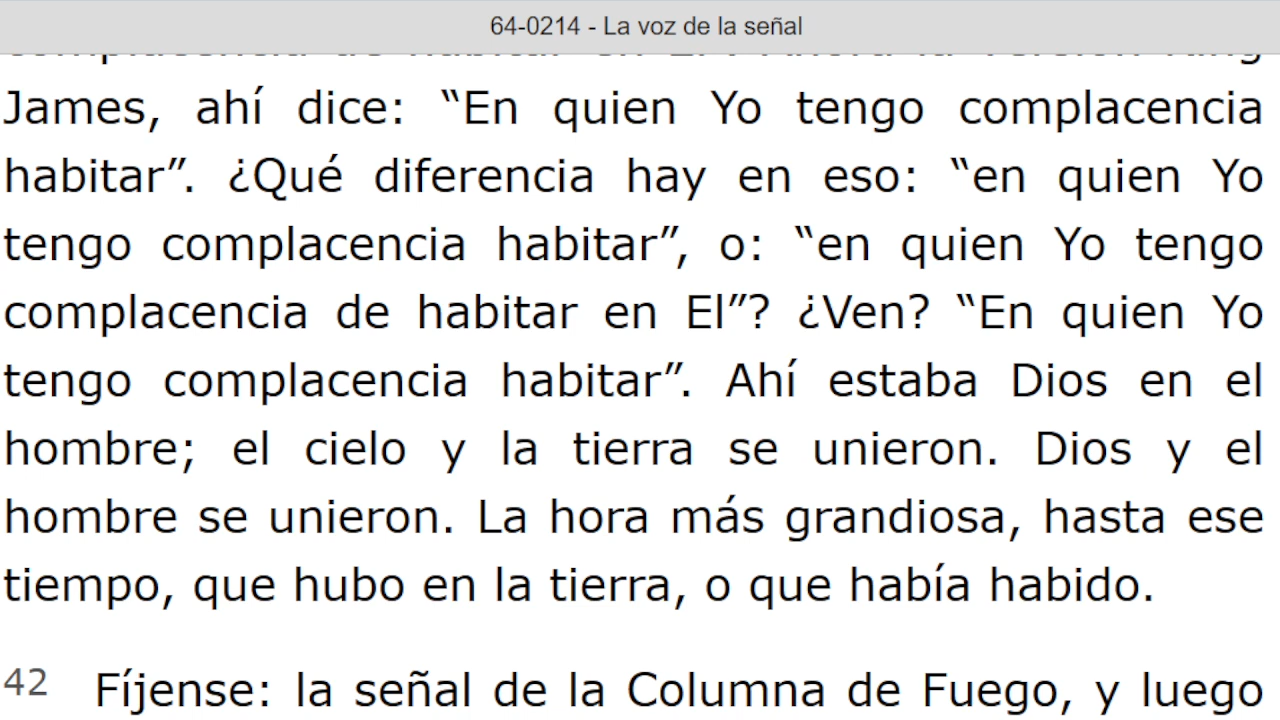 64-0214 - La voz de la señal
James, ahí dice: “En quien Yo tengo complacencia
habitar”. ¿Qué diferencia hay en eso: “en quien Yo
tengo complacencia habitar”, o: “en quien Yo tengo
complacencia de habitar en El”? ¿Ven? “En quien Yo
tengo complacencia habitar”. Ahí estaba Dios en el
hombre; el cielo y la tierra se unieron. Dios y el
hombre se unieron. La hora más grandiosa, hasta ese
tiempo, que hubo en la tierra, o que había habido.
42 Fíjense: la señal de la Columna de Fuego, y luego